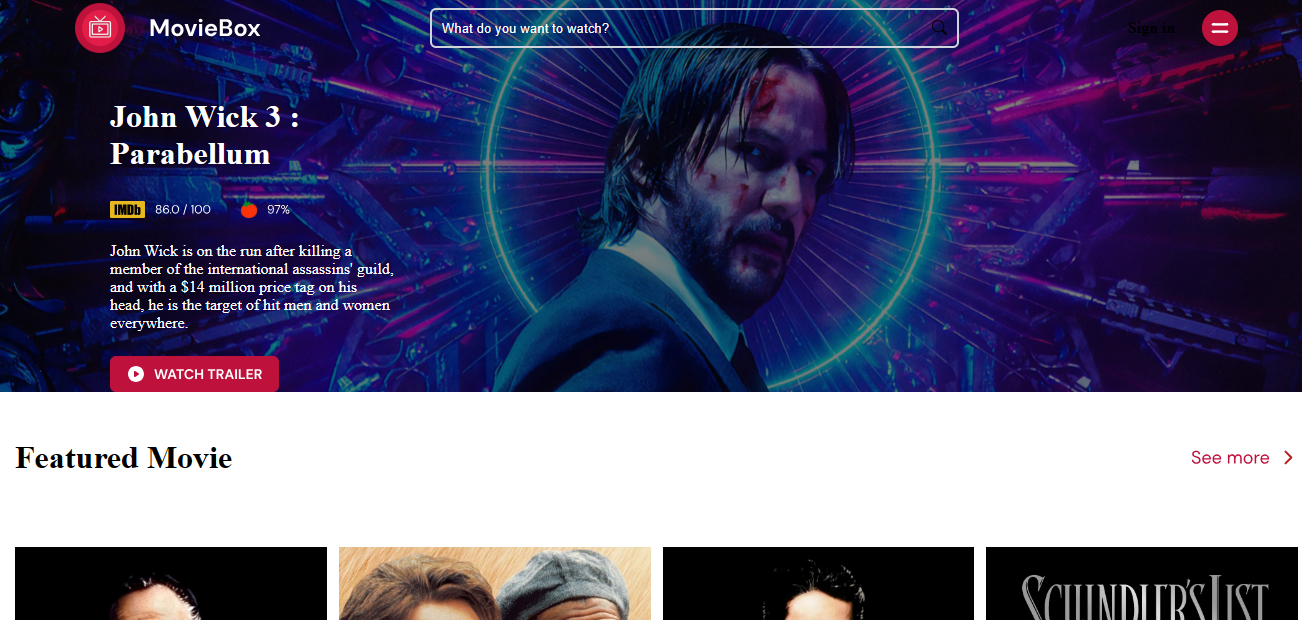 MovieBox
What do you want to watch?
Sign in
John Wick 3 :
Parabellum
IMDb 86.0 / 100 97%
John Wick is on the run after killing a
member of the international assassins' guild,
and with a $14 million price tag on his
head, he is the target of hit men and women
everywhere.
WATCH TRAILER
Featured Movie
See more
SCHINDLER'S LIST